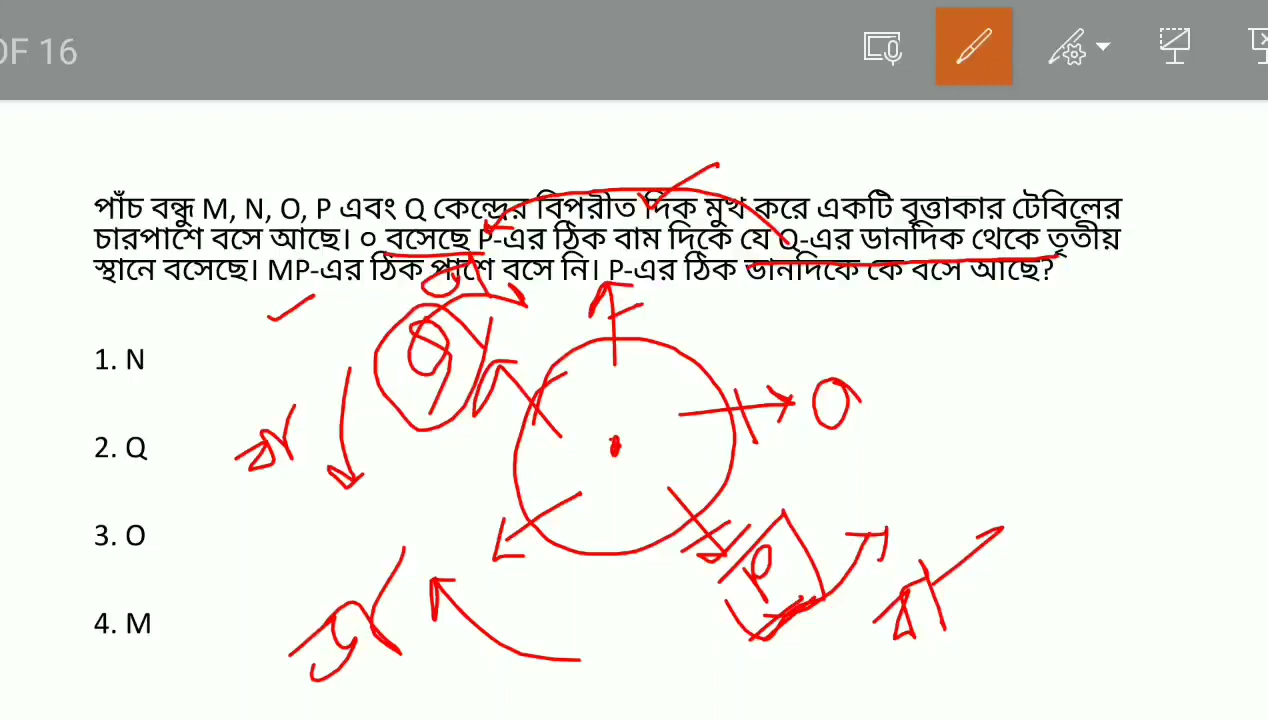 OF 16
পাঁচ বন্ধু M, N, O, P এবং Q কেন্দ্রের বিপরীত দিক মুখ করে একটি বৃত্তাকার টেবিলের
চারপাশে বসে আছে। ০ বসেছে P-এর ঠিক বাম দিকে যে Q-এর ডানদিক থেকে তৃতীয়
স্থানে বসেছে। MP-এর ঠিক পাশে বসে নি। P-এর ঠিক ডানদিকে কে বসে আছে?
1. N
Q
O
2. Q
3. O
P
4. M